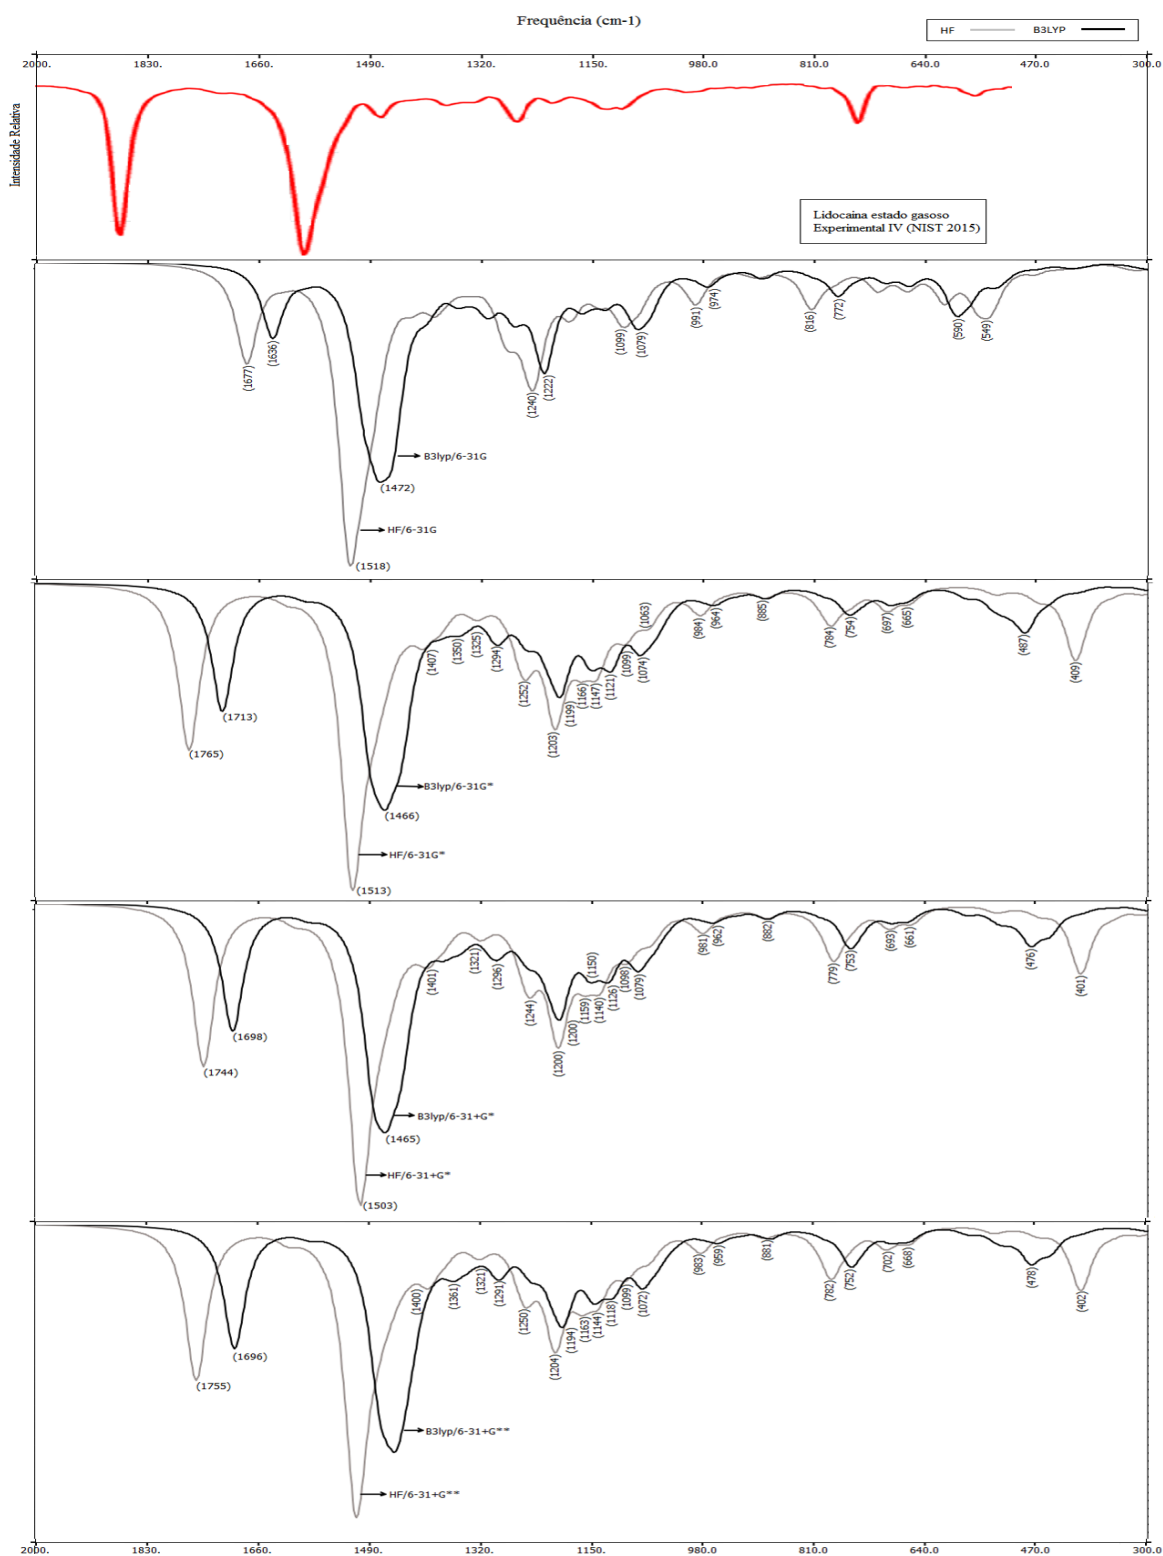 Frequência (cm-1)
HF
B3LYP
2000. 1830. 1660. 1490. 1320. 1150. 980.0 810.0 640.0 470.0 300.0
Intensidade Relativa
Lidocaina estado gasoso
Experimental IV (NIST 2015)
(1677) (1636) (1240) (1222) (1099) (1079) (991) (974) (816) (772) (590) (549)
B3lyp/6-31G
(1472)
HF/6-31G
(1518)
(1407) (1350) (1325) (1294) (1252) (1203) (1199) (1166) (1147) (1121) (1099) (1063) (1074) (984) (964) (885) (784) (754) (697) (665) (487) (409)
(1713)
(1765)
B3lyp/6-31G*
(1466)
HF/6-31G*
(1513)
(1401) (1321) (1296) (1244) (1200) (1200) (1159) (1150) (1140) (1126) (1098) (1079) (981) (962) (882) (779) (753) (693) (661) (476) (401)
(1698)
(1744)
B3lyp/6-31+G*
(1465)
HF/6-31+G*
(1503)
(1400) (1361) (1321) (1291) (1250) (1204) (1194) (1163) (1144) (1118) (1099) (1072) (983) (959) (881) (782) (752) (702) (668) (478) (402)
(1696)
(1755)
B3lyp/6-31+G**
HF/6-31+G**
2000. 1830. 1660. 1490. 1320. 1150. 980.0 810.0 640.0 470.0 300.0